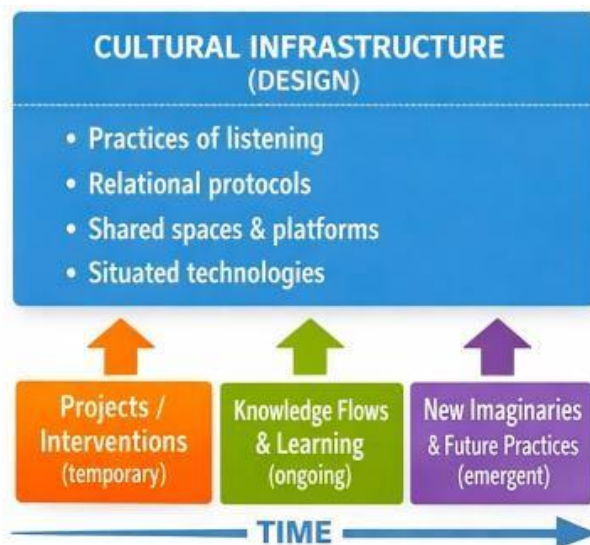 CULTURAL INFRASTRUCTURE
(DESIGN)
• Practices of listening
• Relational protocols
• Shared spaces & platforms
• Situated technologies
Projects /
Interventions
(temporary)
Knowledge Flows
& Learning
(ongoing)
New Imaginaries
& Future Practices
(emergent)
TIME